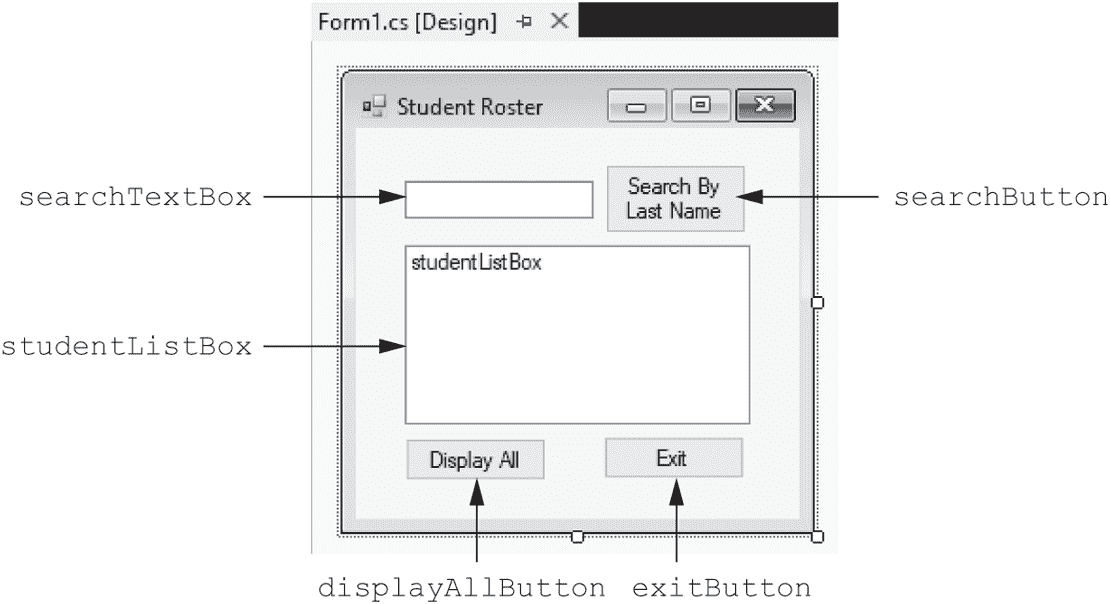 Form1.cs [Design]
Student Roster
searchTextBox
Search By
Last Name
searchButton
studentListBox
studentListBox
Display All
Exit
displayAllButton
exitButton